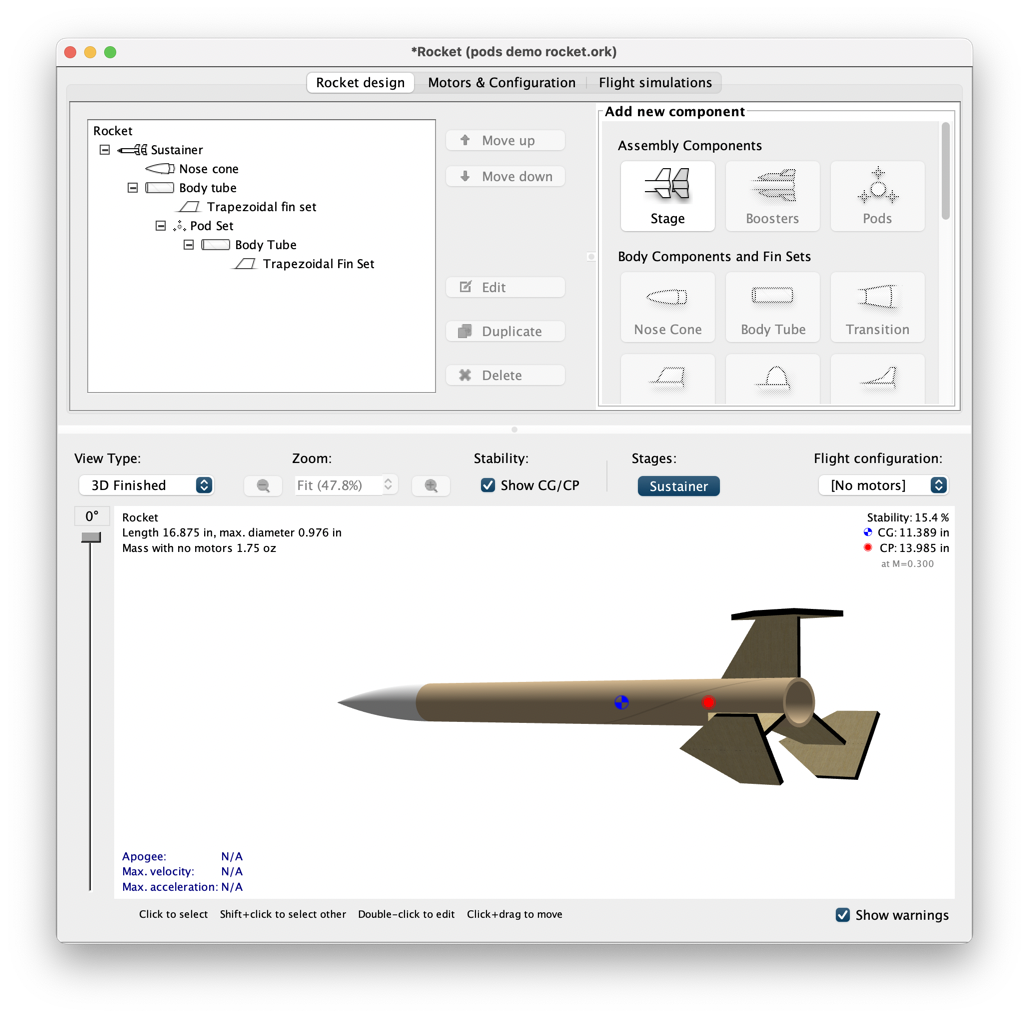 *Rocket (pods demo rocket.ork)
Rocket design Motors & Configuration Flight simulations
Rocket
Sustainer
Nose cone
Body tube
Trapezoidal fin set
Pod Set
Body Tube
Trapezoidal Fin Set
Move up
Move down
Edit
Duplicate
Delete
Add new component
Assembly Components
Stage Boosters Pods
Body Components and Fin Sets
Nose Cone Body Tube Transition
View Type: Zoom: Stability: Stages: Flight configuration:
3D Finished Fit (47.8%) Show CG/CP Sustainer [No motors]
0°
Rocket
Length 16.875 in, max. diameter 0.976 in
Mass with no motors 1.75 oz
Stability: 15.4 %
CG: 11.389 in
CP: 13.985 in
at M=0.300
Apogee: N/A
Max. velocity: N/A
Max. acceleration: N/A
Click to select Shift+click to select other Double-click to edit Click+drag to move
Show warnings